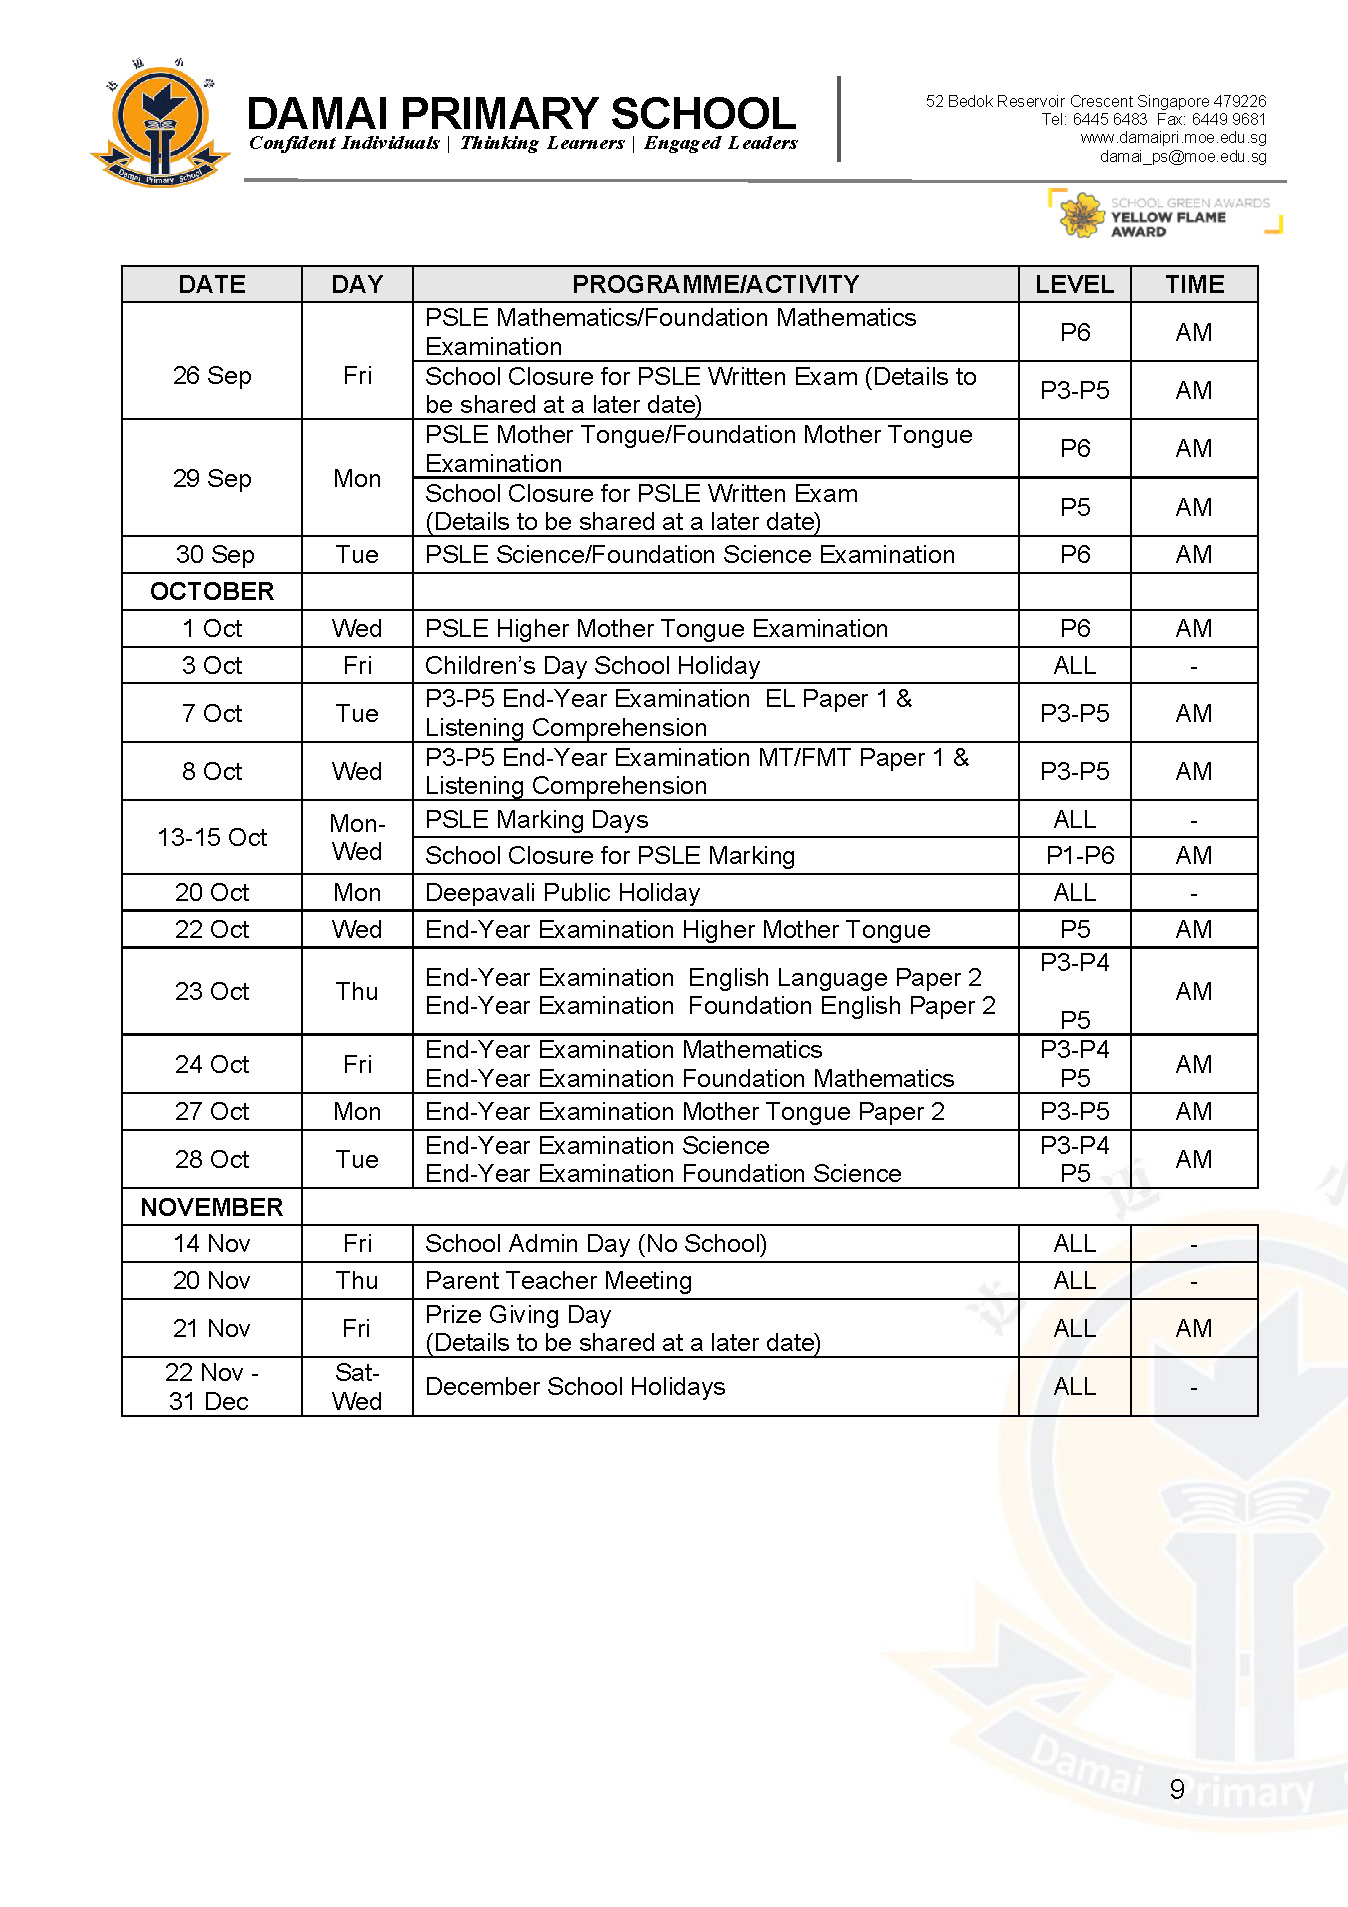 达 迈 小 学
DAMAI PRIMARY SCHOOL
Confident Individuals | Thinking Learners | Engaged Leaders
Damai Primary School
52 Bedok Reservoir Crescent Singapore 479226
Tel: 6445 6483 Fax: 6449 9681
www.damaipri.moe.edu.sg
damai_ps@moe.edu.sg
SCHOOL GREEN AWARDS
YELLOW FLAME
AWARD
DATE DAY PROGRAMME/ACTIVITY LEVEL TIME
26 Sep Fri PSLE Mathematics/Foundation Mathematics
Examination P6 AM
School Closure for PSLE Written Exam (Details to
be shared at a later date) P3-P5 AM
29 Sep Mon PSLE Mother Tongue/Foundation Mother Tongue
Examination P6 AM
School Closure for PSLE Written Exam
(Details to be shared at a later date) P5 AM
30 Sep Tue PSLE Science/Foundation Science Examination P6 AM
OCTOBER
1 Oct Wed PSLE Higher Mother Tongue Examination P6 AM
3 Oct Fri Children's Day School Holiday ALL -
7 Oct Tue P3-P5 End-Year Examination EL Paper 1 &
Listening Comprehension P3-P5 AM
8 Oct Wed P3-P5 End-Year Examination MT/FMT Paper 1 &
Listening Comprehension P3-P5 AM
13-15 Oct Mon-
Wed PSLE Marking Days ALL -
School Closure for PSLE Marking P1-P6 AM
20 Oct Mon Deepavali Public Holiday ALL -
22 Oct Wed End-Year Examination Higher Mother Tongue P5 AM
23 Oct Thu End-Year Examination English Language Paper 2 P3-P4 AM
End-Year Examination Foundation English Paper 2 P5
24 Oct Fri End-Year Examination Mathematics P3-P4 AM
End-Year Examination Foundation Mathematics P5
27 Oct Mon End-Year Examination Mother Tongue Paper 2 P3-P5 AM
28 Oct Tue End-Year Examination Science P3-P4 AM
End-Year Examination Foundation Science P5
NOVEMBER
14 Nov Fri School Admin Day (No School) ALL -
20 Nov Thu Parent Teacher Meeting ALL -
21 Nov Fri Prize Giving Day
(Details to be shared at a later date) ALL AM
22 Nov -
31 Dec Sat-
Wed December School Holidays ALL -
达 迈 小
Damai Primary
9